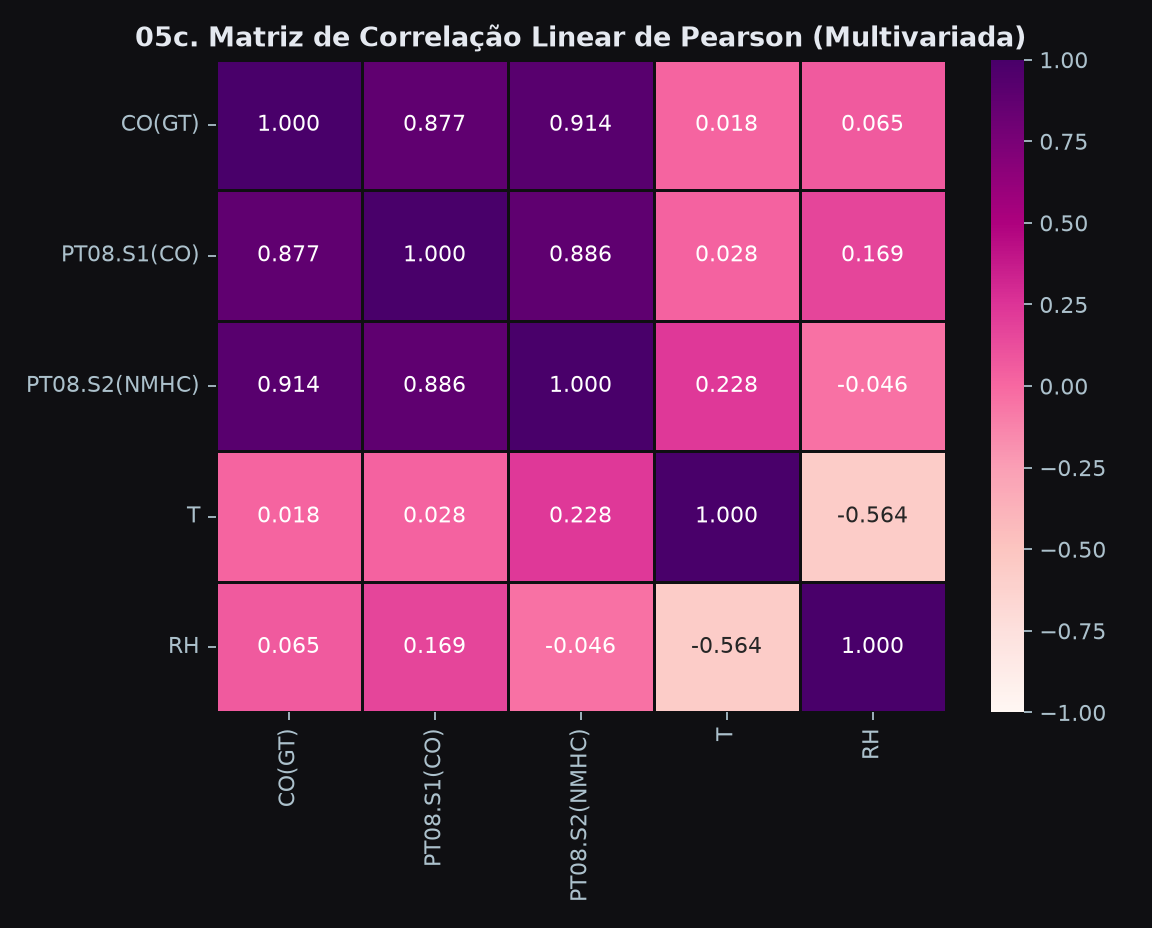 05c. Matriz de Correlação Linear de Pearson (Multivariada)
CO(GT) 1.000 0.877 0.914 0.018 0.065
PT08.S1(CO) 0.877 1.000 0.886 0.028 0.169
PT08.S2(NMHC) 0.914 0.886 1.000 0.228 -0.046
T 0.018 0.028 0.228 1.000 -0.564
RH 0.065 0.169 -0.046 -0.564 1.000
CO(GT)
PT08.S1(CO)
PT08.S2(NMHC)
T
RH
1.00
0.75
0.50
0.25
0.00
−0.25
−0.50
−0.75
−1.00